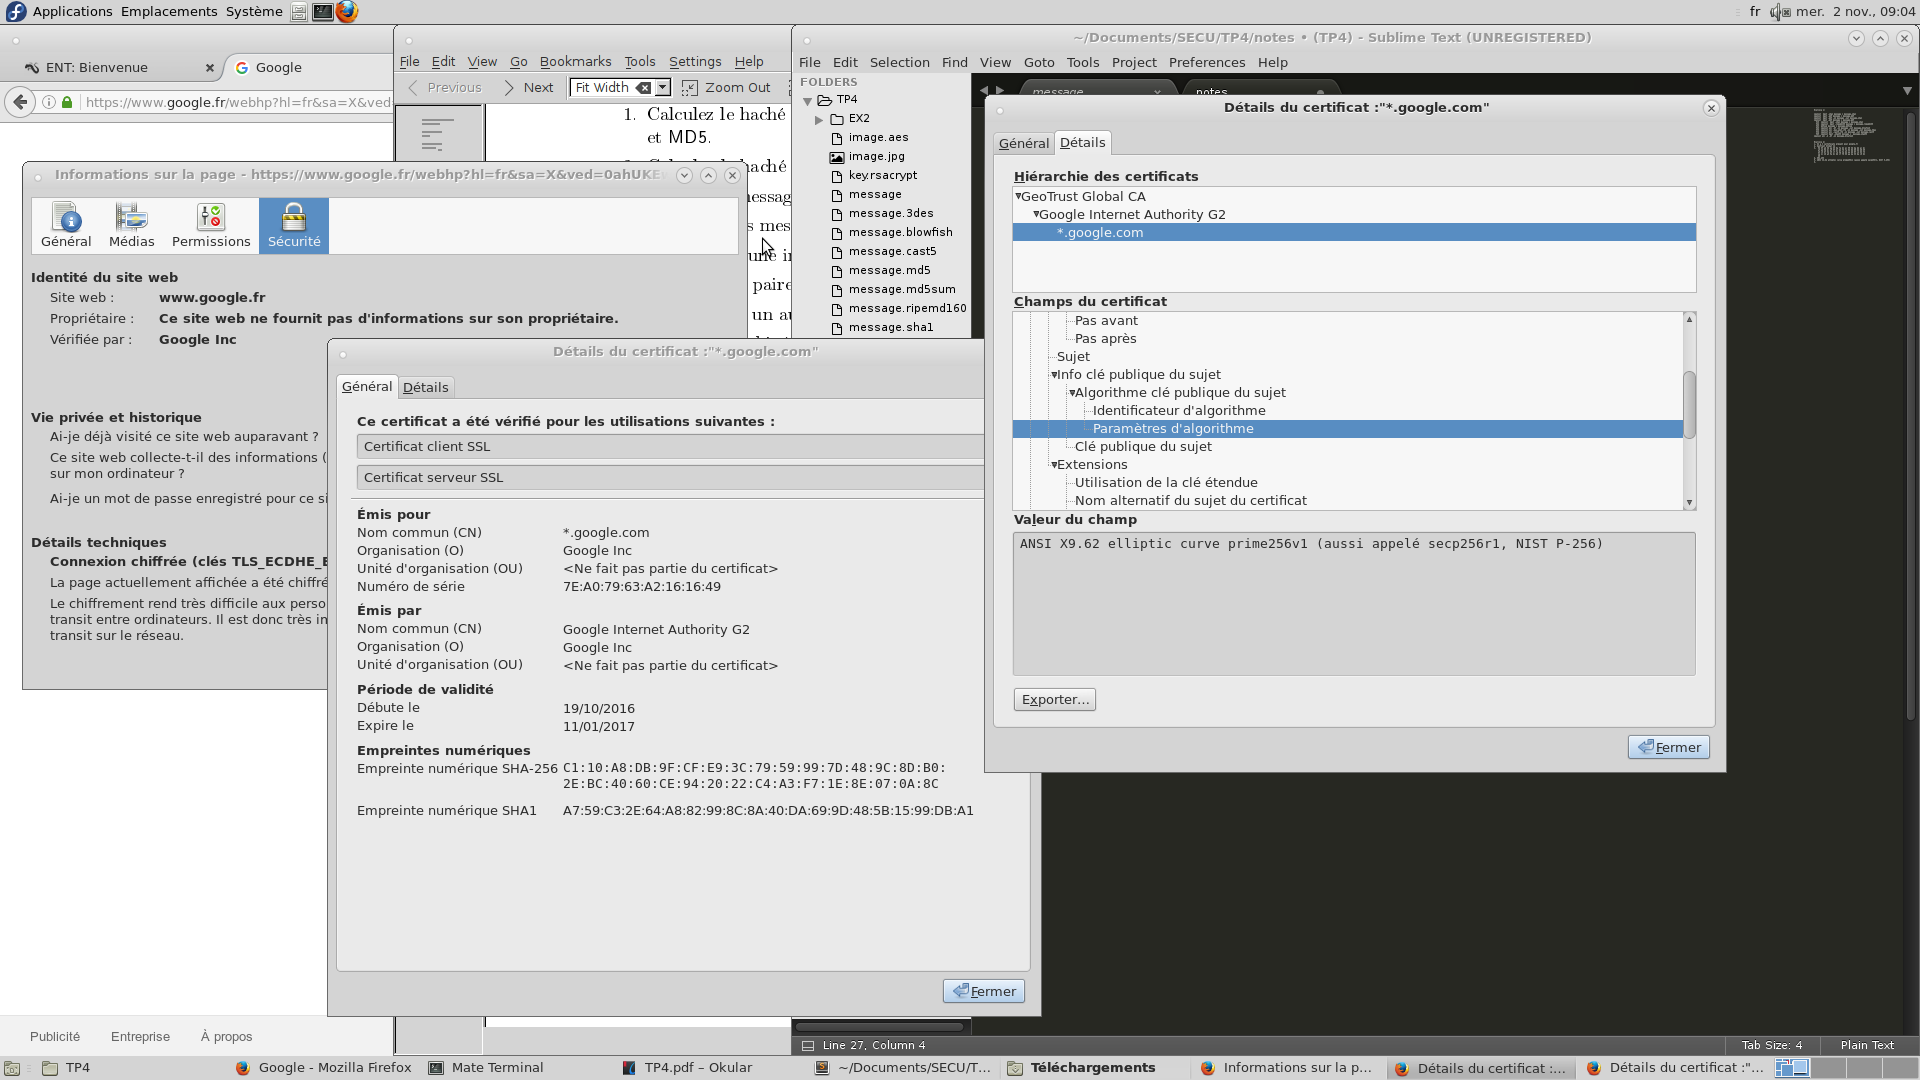 Applications Emplacements Système
fr mer. 2 nov., 09:04
ENT: Bienvenue
Google
https://www.google.fr/webhp?hl=fr&sa=X&ved
File Edit View Go Bookmarks Tools Settings Help
Previous Next Fit Width Zoom Out
1. Calculez le haché
et MD5.
~/Documents/SECU/TP4/notes • (TP4) - Sublime Text (UNREGISTERED)
File Edit Selection Find View Goto Tools Project Preferences Help
FOLDERS
TP4
EX2
image.aes
image.jpg
key.rsacrypt
message
message.3des
message.blowfish
message.cast5
message.md5
message.md5sum
message.ripemd160
message.sha1
message
notes
Informations sur la page - https://www.google.fr/webhp?hl=fr&sa=X&ved=0ahUKE
Général
Médias
Permissions
Sécurité
Identité du site web
Site web : www.google.fr
Propriétaire : Ce site web ne fournit pas d'informations sur son propriétaire.
Vérifiée par : Google Inc
Vie privée et historique
Ai-je déjà visité ce site web auparavant ?
Ce site web collecte-t-il des informations (
sur mon ordinateur ?
Ai-je un mot de passe enregistré pour ce si
Détails techniques
Connexion chiffrée (clés TLS_ECDHE_E
La page actuellement affichée a été chiffré
Le chiffrement rend très difficile aux perso
transit entre ordinateurs. Il est donc très in
transit sur le réseau.
Détails du certificat :"*.google.com"
Général Détails
Ce certificat a été vérifié pour les utilisations suivantes :
Certificat client SSL
Certificat serveur SSL
Émis pour
Nom commun (CN) *.google.com
Organisation (O) Google Inc
Unité d'organisation (OU) <Ne fait pas partie du certificat>
Numéro de série 7E:A0:79:63:A2:16:16:49
Émis par
Nom commun (CN) Google Internet Authority G2
Organisation (O) Google Inc
Unité d'organisation (OU) <Ne fait pas partie du certificat>
Période de validité
Débute le 19/10/2016
Expire le 11/01/2017
Empreintes numériques
Empreinte numérique SHA-256 C1:10:A8:DB:9F:CF:E9:3C:79:59:99:7D:48:9C:8D:B0:
2E:BC:40:60:CE:94:20:22:C4:A3:F7:1E:8E:07:0A:8C
Empreinte numérique SHA1 A7:59:C3:2E:64:A8:82:99:8C:8A:40:DA:69:9D:48:5B:15:99:DB:A1
Fermer
Détails du certificat :"*.google.com"
Général Détails
Hiérarchie des certificats
GeoTrust Global CA
Google Internet Authority G2
*.google.com
Champs du certificat
Pas avant
Pas après
Sujet
Info clé publique du sujet
Algorithme clé publique du sujet
Identificateur d'algorithme
Paramètres d'algorithme
Clé publique du sujet
Extensions
Utilisation de la clé étendue
Nom alternatif du sujet du certificat
Valeur du champ
ANSI X9.62 elliptic curve prime256v1 (aussi appelé secp256r1, NIST P-256)
Exporter...
Fermer
Publicité Entreprise À propos
Line 27, Column 4
Tab Size: 4 Plain Text
TP4
Google - Mozilla Firefox
Mate Terminal
TP4.pdf – Okular
~/Documents/SECU/T...
Téléchargements
Informations sur la p...
Détails du certificat :...
Détails du certificat :"...